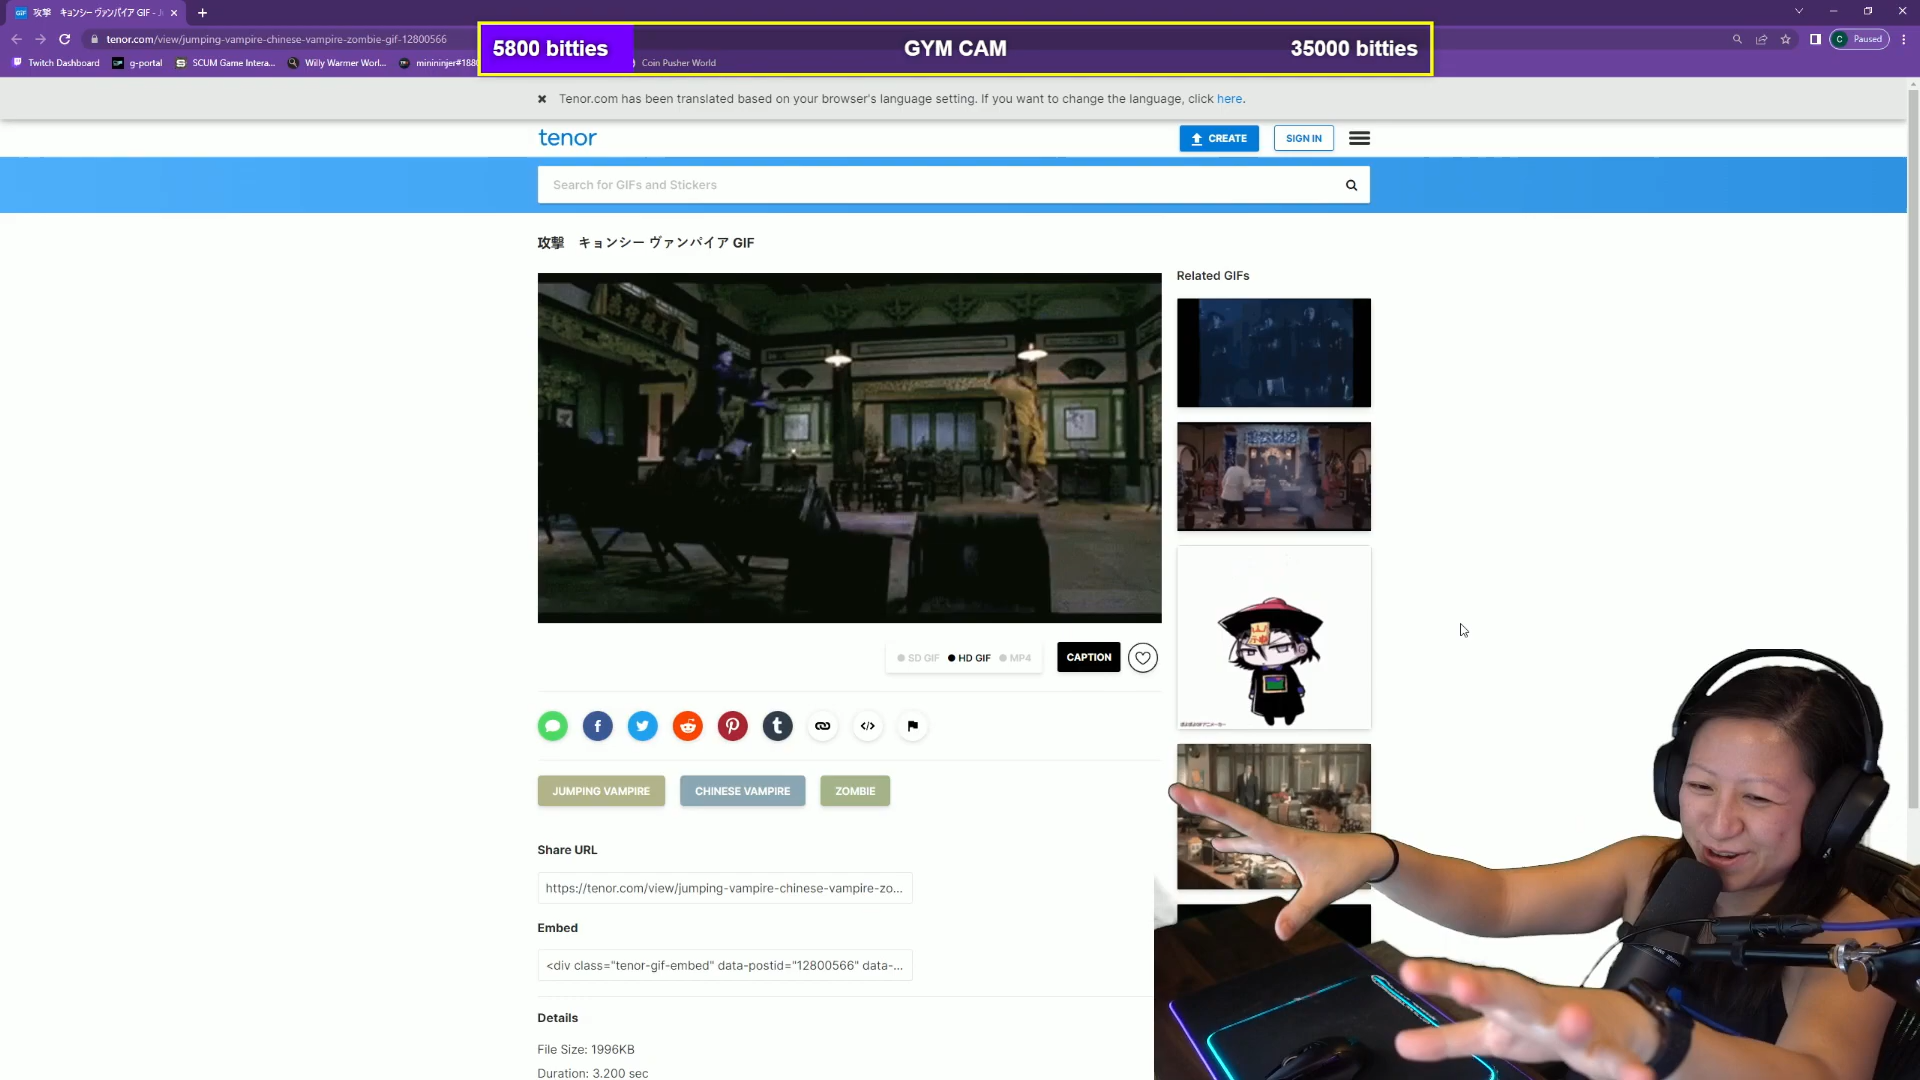 攻撃　キョンシー ヴァンパイア GIF - J
tenor.com/view/jumping-vampire-chinese-vampire-zombie-gif-12800566
Paused
Twitch Dashboard
g-portal
SCUM Game Intera...
Willy Warmer Worl...
minininjer#188
Coin Pusher World
5800 bitties
GYM CAM
35000 bitties
Tenor.com has been translated based on your browser's language setting. If you want to change the language, click here.
tenor
CREATE
SIGN IN
Search for GIFs and Stickers
攻撃　キョンシー ヴァンパイア GIF
Related GIFs
SD GIF
HD GIF
MP4
CAPTION
JUMPING VAMPIRE
CHINESE VAMPIRE
ZOMBIE
Share URL
https://tenor.com/view/jumping-vampire-chinese-vampire-zo...
Embed
<div class="tenor-gif-embed" data-postid="12800566" data-...
Details
File Size: 1996KB
Duration: 3.200 sec